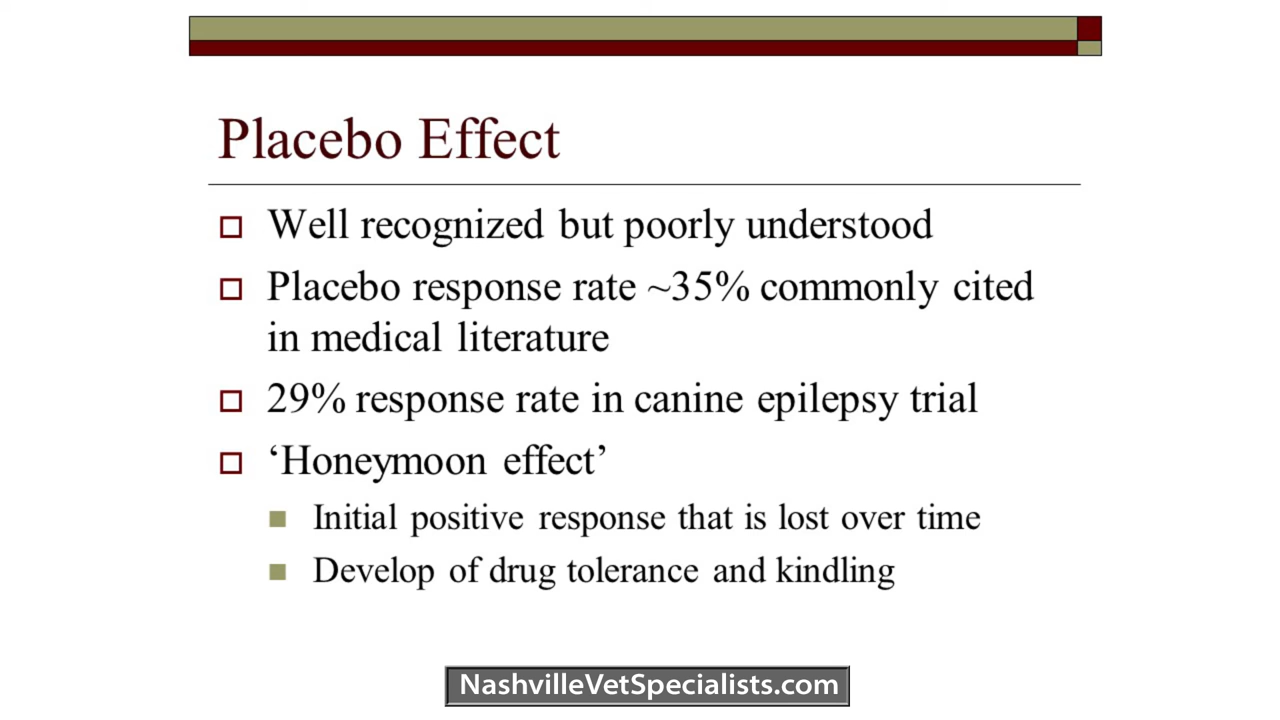 Placebo Effect
Well recognized but poorly understood
Placebo response rate ~35% commonly cited
in medical literature
29% response rate in canine epilepsy trial
‘Honeymoon effect’
Initial positive response that is lost over time
Develop of drug tolerance and kindling
NashvilleVetSpecialists.com